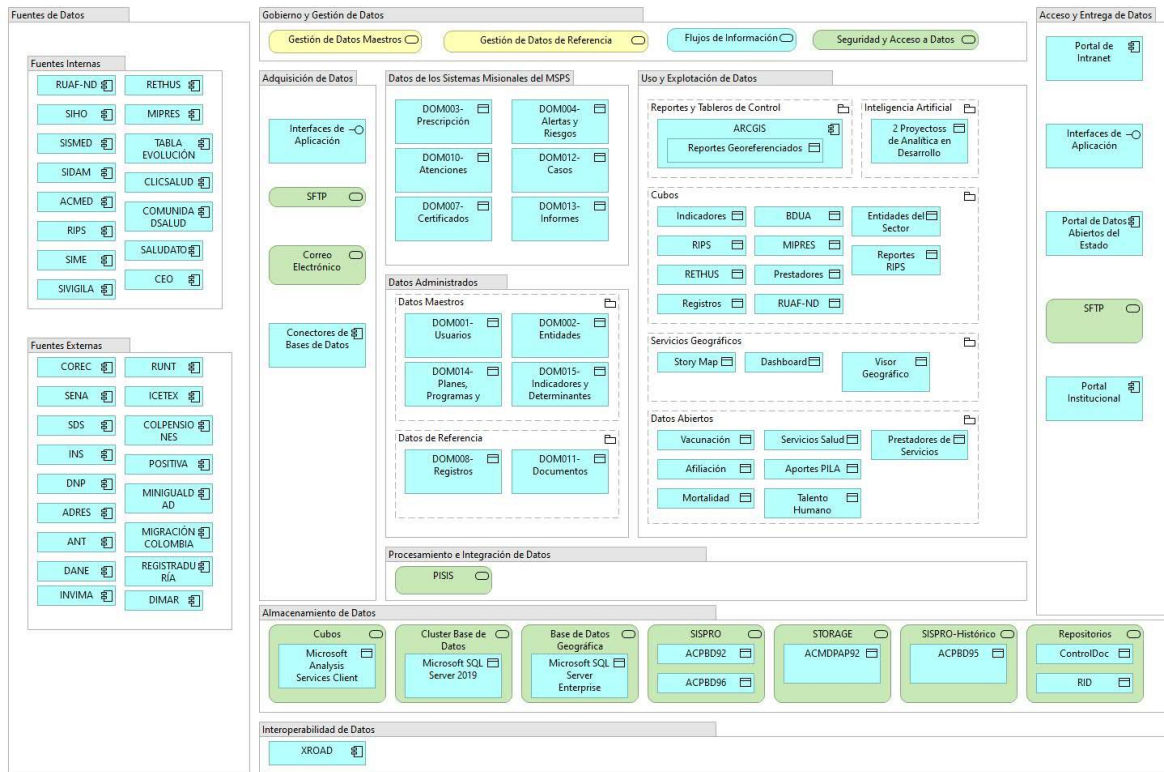 Fuentes de Datos
Fuentes Internas
RUAF-ND
SIHO
SISMED
SIDAM
ACMED
RIPS
SIME
SIVIGILA
RETHUS
MIPRES
TABLA
EVOLUCIÓN
CLICSALUD
COMUNIDA
DSALUD
SALUDATO
CEO
Fuentes Externas
COREC
SENA
SDS
INS
DNP
ADRES
ANT
DANE
INVIMA
RUNT
ICETEX
COLPENSIO
NES
POSITIVA
MINIGUALD
AD
MIGRACIÓN
COLOMBIA
REGISTRADU
RÍA
DIMAR
Gobierno y Gestión de Datos
Gestión de Datos Maestros
Gestión de Datos de Referencia
Flujos de Información
Seguridad y Acceso a Datos
Adquisición de Datos
Interfaces de
Aplicación
SFTP
Correo
Electrónico
Conectores de
Bases de Datos
Datos de los Sistemas Misionales del MSPS
DOM003-
Prescripción
DOM004-
Alertas y
Riesgos
DOM010-
Atenciones
DOM012-
Casos
DOM007-
Certificados
DOM013-
Informes
Datos Administrados
Datos Maestros
DOM001-
Usuarios
DOM002-
Entidades
DOM014-
Planes,
Programas y
DOM015-
Indicadores y
Determinantes
Datos de Referencia
DOM008-
Registros
DOM011-
Documentos
Uso y Explotación de Datos
Reportes y Tableros de Control
ARCGIS
Reportes Georeferenciados
Inteligencia Artificial
2 Proyectoss
de Analítica en
Desarrollo
Cubos
Indicadores
BDUA
Entidades del
Sector
RIPS
MIPRES
Reportes
RIPS
RETHUS
Prestadores
Registros
RUAF-ND
Servicios Geográficos
Story Map
Dashboard
Visor
Geográfico
Datos Abiertos
Vacunación
Servicios Salud
Prestadores de
Servicios
Afiliación
Aportes PILA
Mortalidad
Talento
Humano
Procesamiento e Integración de Datos
PISIS
Acceso y Entrega de Datos
Portal de
Intranet
Interfaces de
Aplicación
Portal de Datos
Abiertos del
Estado
SFTP
Portal
Institucional
Almacenamiento de Datos
Cubos
Microsoft
Analysis
Services Client
Cluster Base de
Datos
Microsoft SQL
Server 2019
Base de Datos
Geográfica
Microsoft SQL
Server
Enterprise
SISPRO
ACPBD92
ACPBD96
STORAGE
ACMDPAP92
SISPRO-Histórico
ACPBD95
Repositorios
ControlDoc
RID
Interoperabilidad de Datos
XROAD